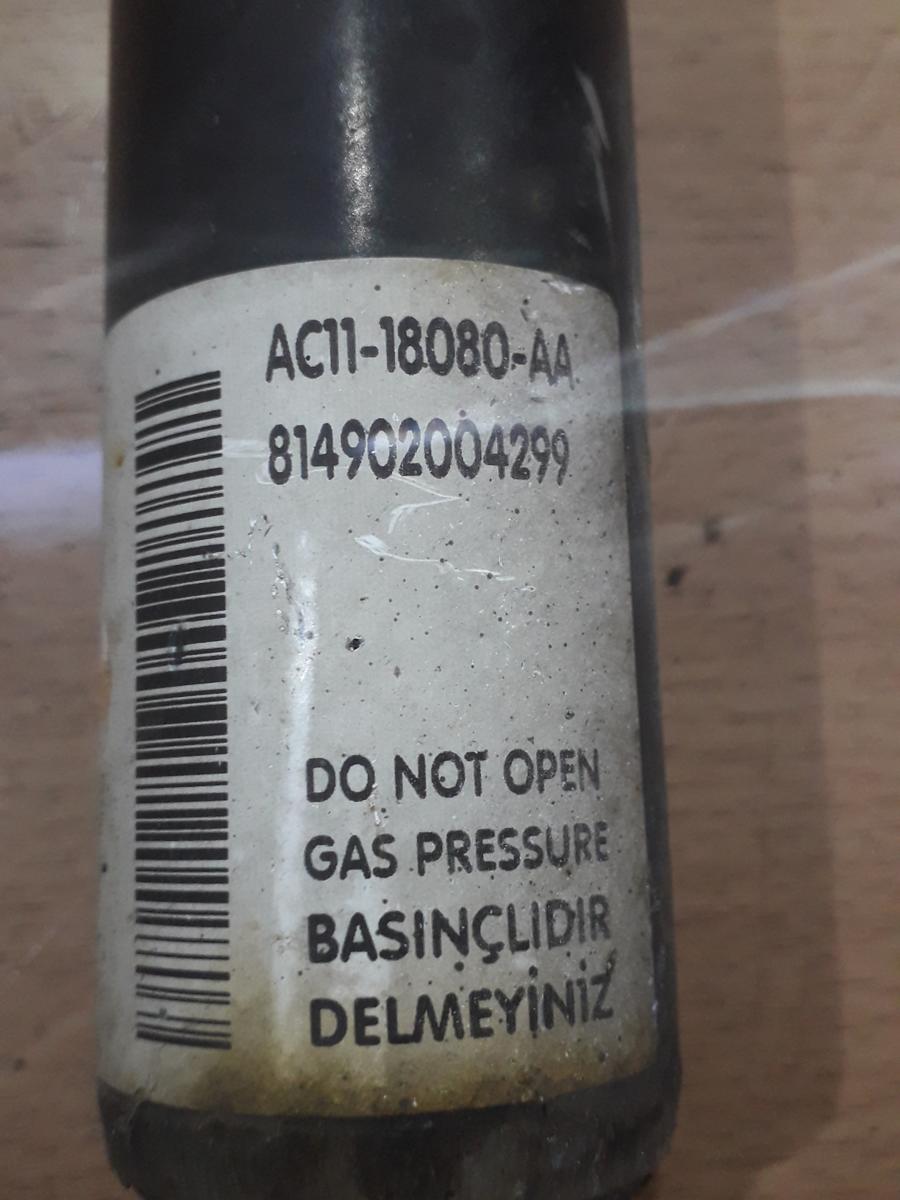 AC11-18080-AA
814902004299
DO NOT OPEN
GAS PRESSURE
BASINÇLIDIR
DELMEYİNİZ